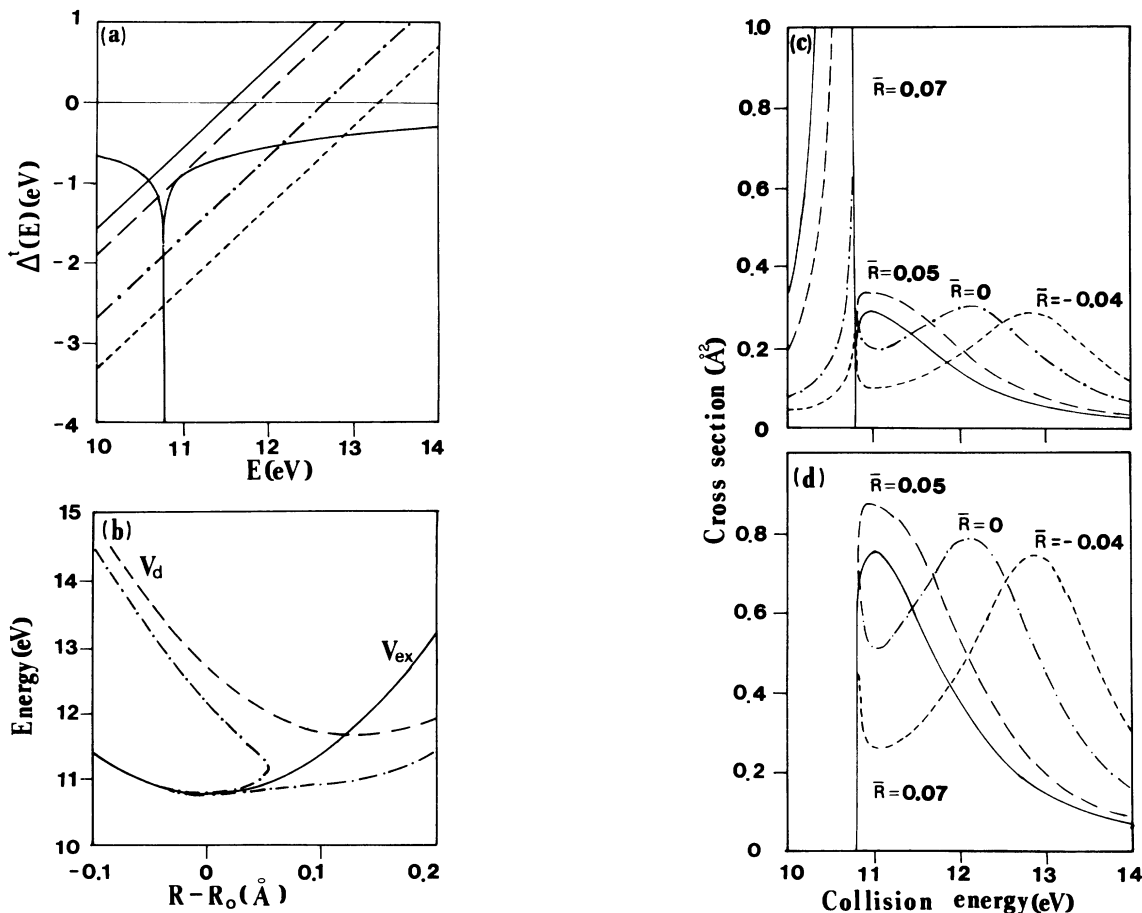 (a)
1
0
-1
-2
-3
-4
10 11 12 13 14
E(eV)
Δᵗ(E)(eV)
(b)
15
14
13
12
11
10
-0.1 0 0.1 0.2
R-R₀(Å)
Energy(eV)
V_d
V_ex
(c)
1.0
0.8
0.6
0.4
0.2
0
R̄=0.07
R̄=0.05
R̄=0
R̄=-0.04
Cross section(Å²)
(d)
0.8
0.6
0.4
0.2
0
R̄=0.05
R̄=0
R̄=-0.04
R̄=0.07
10 11 12 13 14
Collision energy(eV)